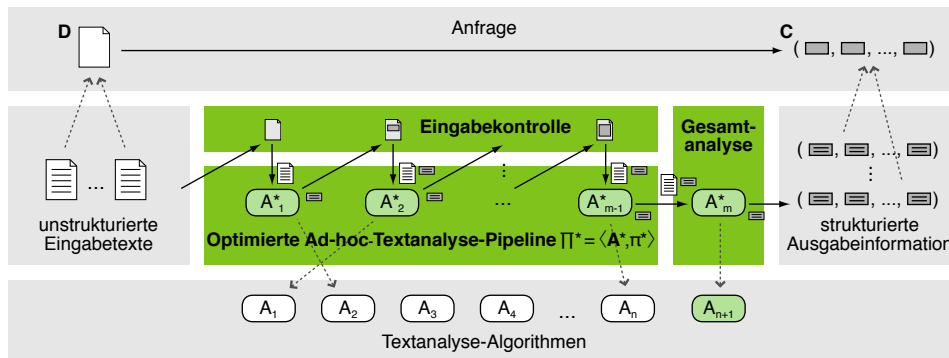 D
Anfrage
C
( , , ..., )
Eingabekontrolle
Gesamt-
analyse
( , , ..., )
⋮
( , , ..., )
...
unstrukturierte
Eingabetexte
A*1
A*2
⋮
...
A*m-1
A*m
strukturierte
Ausgabeinformation
Optimierte Ad-hoc-Textanalyse-Pipeline ∏* = ⟨A*,π*⟩
A1
A2
A3
A4
...
An
An+1
Textanalyse-Algorithmen